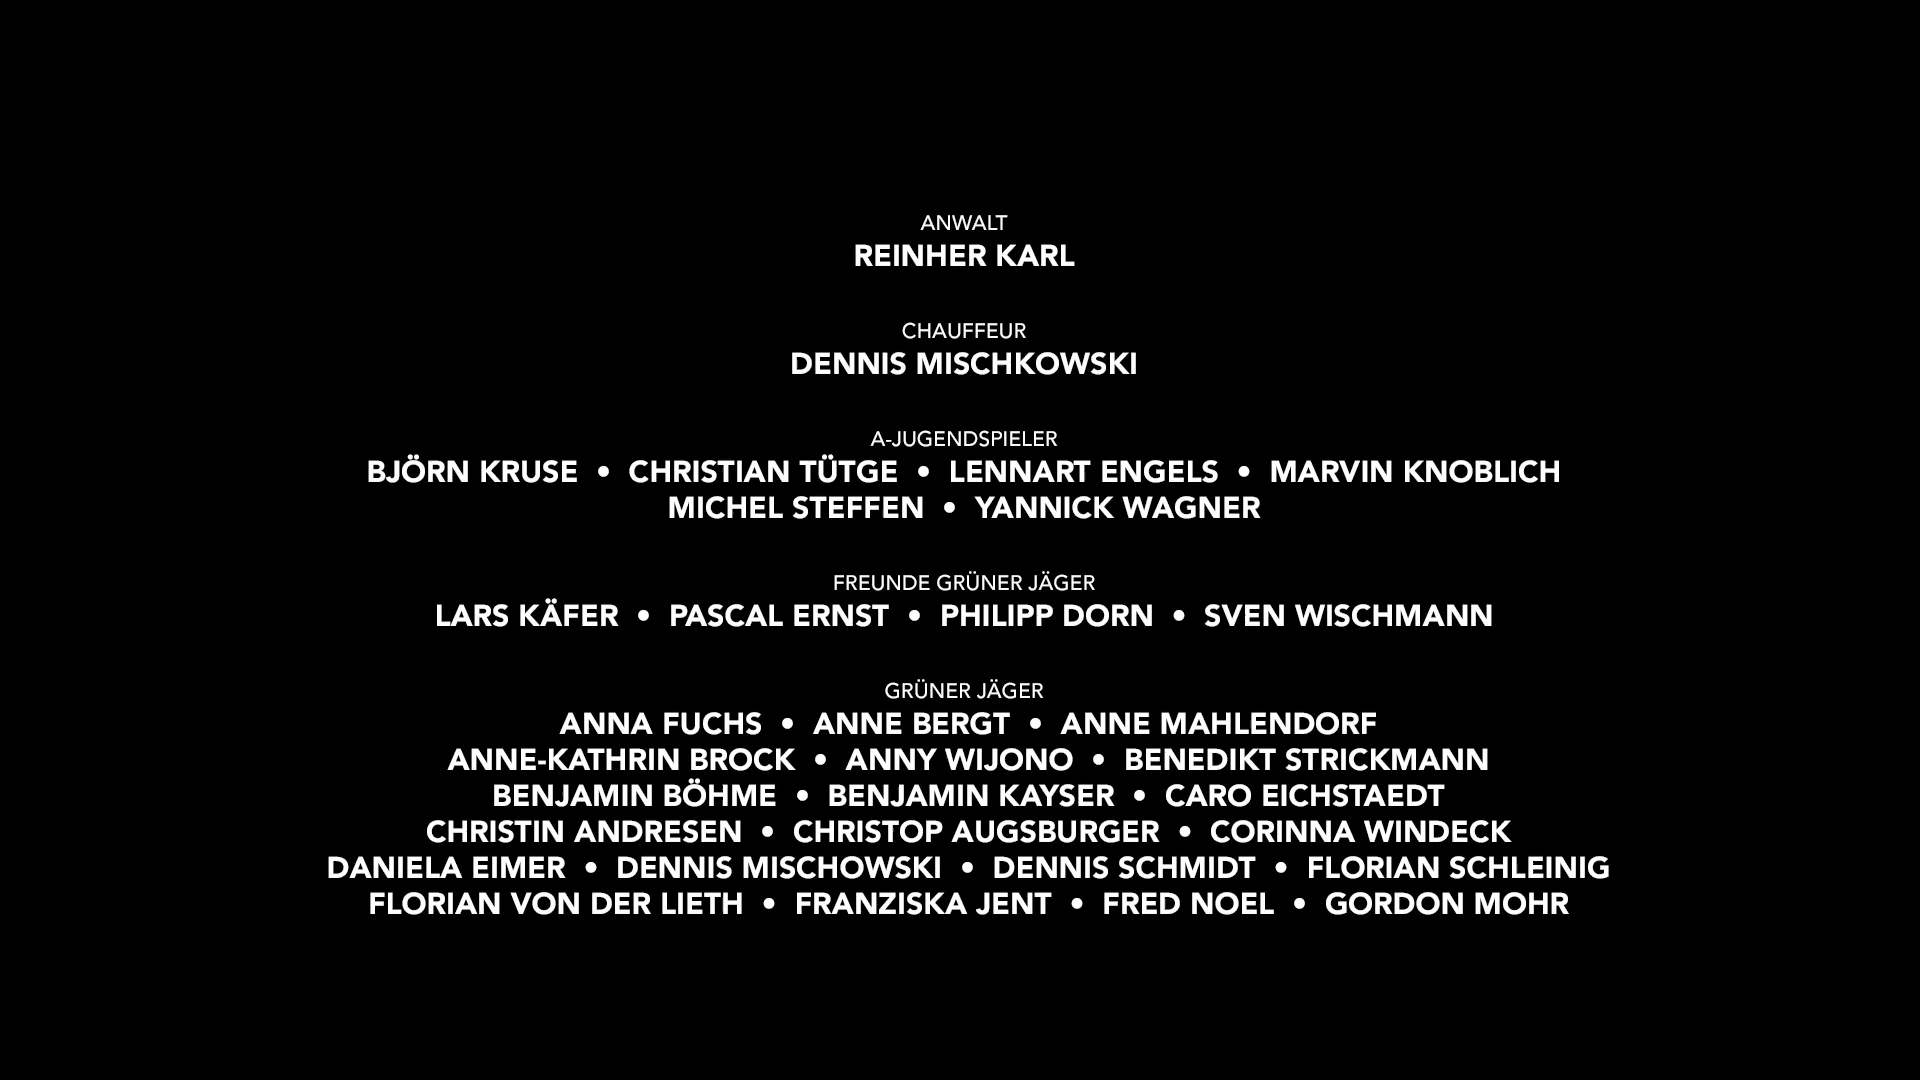 ANWALT
REINHER KARL
CHAUFFEUR
DENNIS MISCHKOWSKI
A-JUGENDSPIELER
BJÖRN KRUSE • CHRISTIAN TÜTGE • LENNART ENGELS • MARVIN KNOBLICH
MICHEL STEFFEN • YANNICK WAGNER
FREUNDE GRÜNER JÄGER
LARS KÄFER • PASCAL ERNST • PHILIPP DORN • SVEN WISCHMANN
GRÜNER JÄGER
ANNA FUCHS • ANNE BERGT • ANNE MAHLENDORF
ANNE-KATHRIN BROCK • ANNY WIJONO • BENEDIKT STRICKMANN
BENJAMIN BÖHME • BENJAMIN KAYSER • CARO EICHSTAEDT
CHRISTIN ANDRESEN • CHRISTOP AUGSBURGER • CORINNA WINDECK
DANIELA EIMER • DENNIS MISCHOWSKI • DENNIS SCHMIDT • FLORIAN SCHLEINIG
FLORIAN VON DER LIETH • FRANZISKA JENT • FRED NOEL • GORDON MOHR